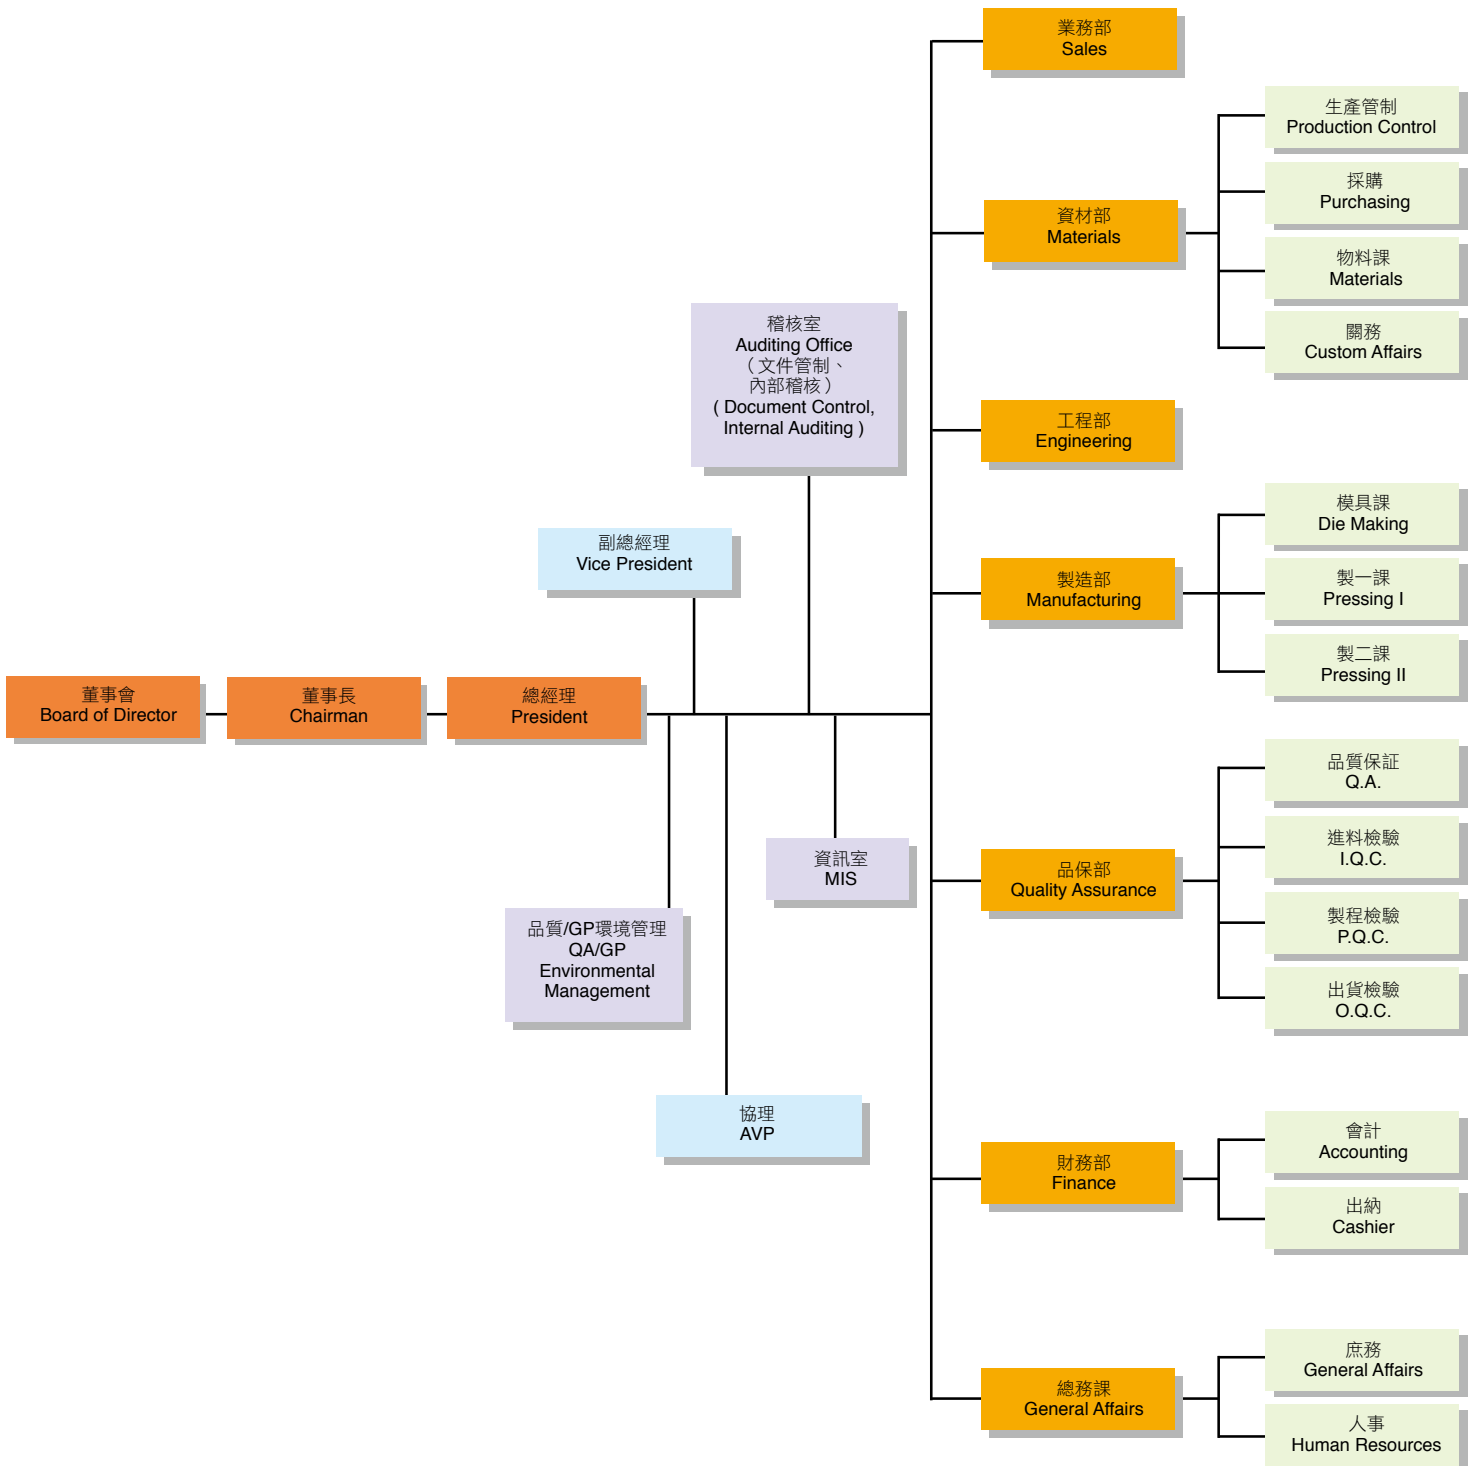 董事會
Board of Director
董事長
Chairman
總經理
President
副總經理
Vice President
稽核室
Auditing Office
（文件管制、
內部稽核）
( Document Control,
Internal Auditing )
品質/GP環境管理
QA/GP
Environmental
Management
協理
AVP
資訊室
MIS
業務部
Sales
資材部
Materials
生產管制
Production Control
採購
Purchasing
物料課
Materials
關務
Custom Affairs
工程部
Engineering
製造部
Manufacturing
模具課
Die Making
製一課
Pressing I
製二課
Pressing II
品保部
Quality Assurance
品質保証
Q.A.
進料檢驗
I.Q.C.
製程檢驗
P.Q.C.
出貨檢驗
O.Q.C.
財務部
Finance
會計
Accounting
出納
Cashier
總務課
General Affairs
庶務
General Affairs
人事
Human Resources